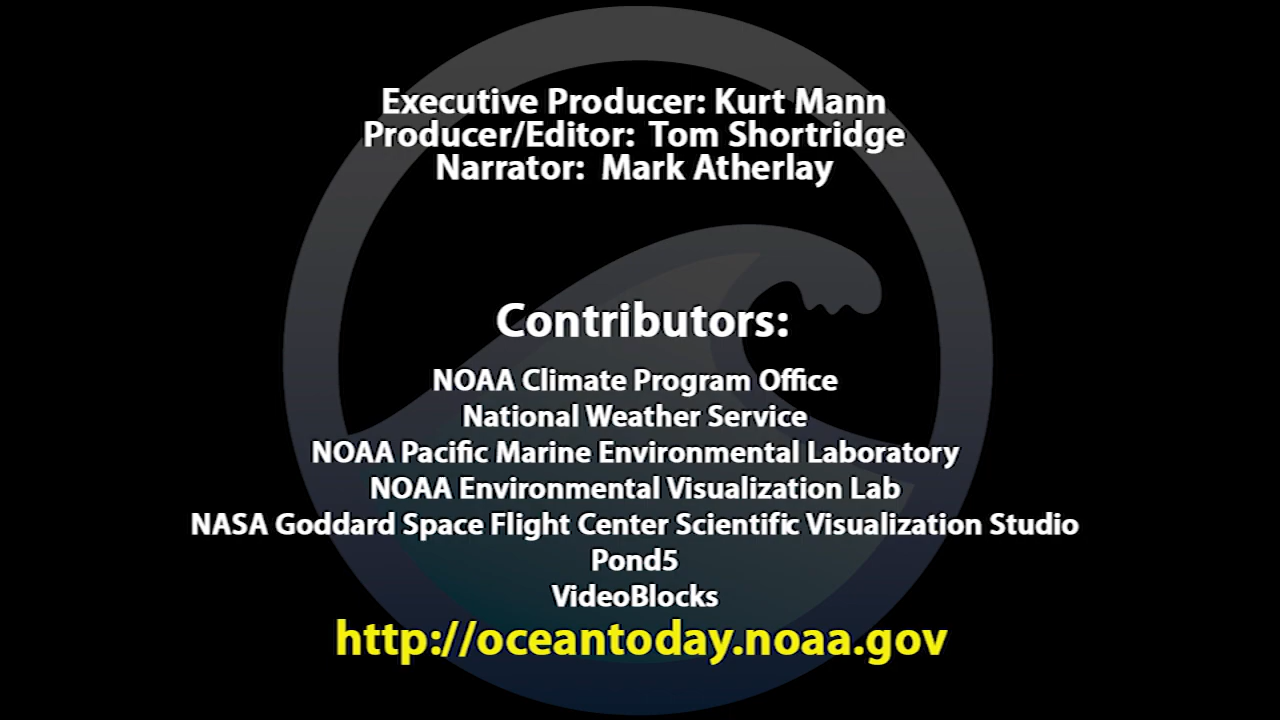 Executive Producer: Kurt Mann
Producer/Editor: Tom Shortridge
Narrator: Mark Atherlay
Contributors:
NOAA Climate Program Office
National Weather Service
NOAA Pacific Marine Environmental Laboratory
NOAA Environmental Visualization Lab
NASA Goddard Space Flight Center Scientific Visualization Studio
Pond5
VideoBlocks
http://oceantoday.noaa.gov